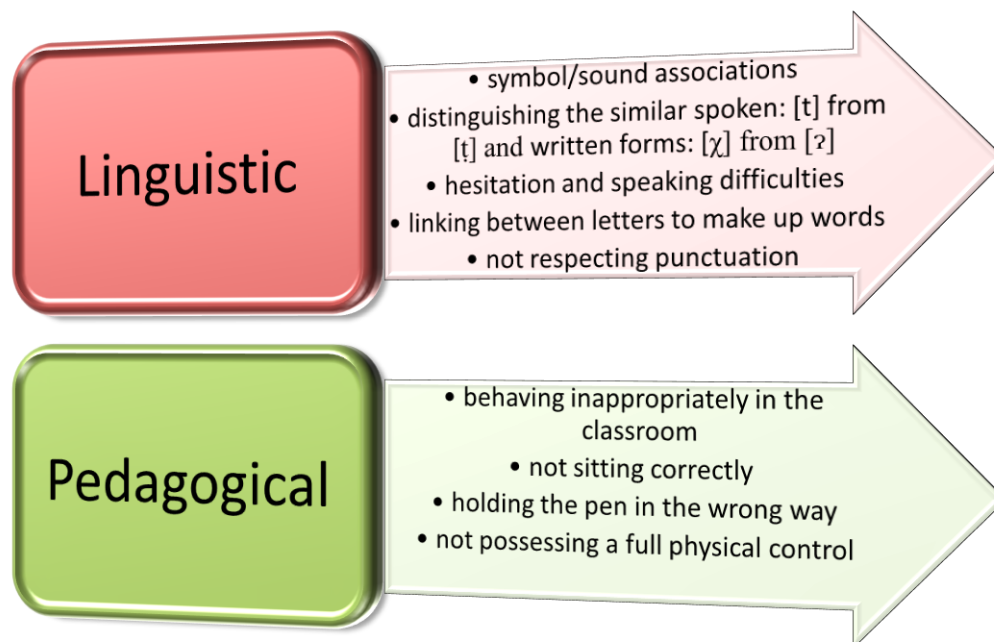 Linguistic
• symbol/sound associations
• distinguishing the similar spoken: [t] from
[ṭ] and written forms: [χ] from [ʔ]
• hesitation and speaking difficulties
• linking between letters to make up words
• not respecting punctuation
Pedagogical
• behaving inappropriately in the
classroom
• not sitting correctly
• holding the pen in the wrong way
• not possessing a full physical control